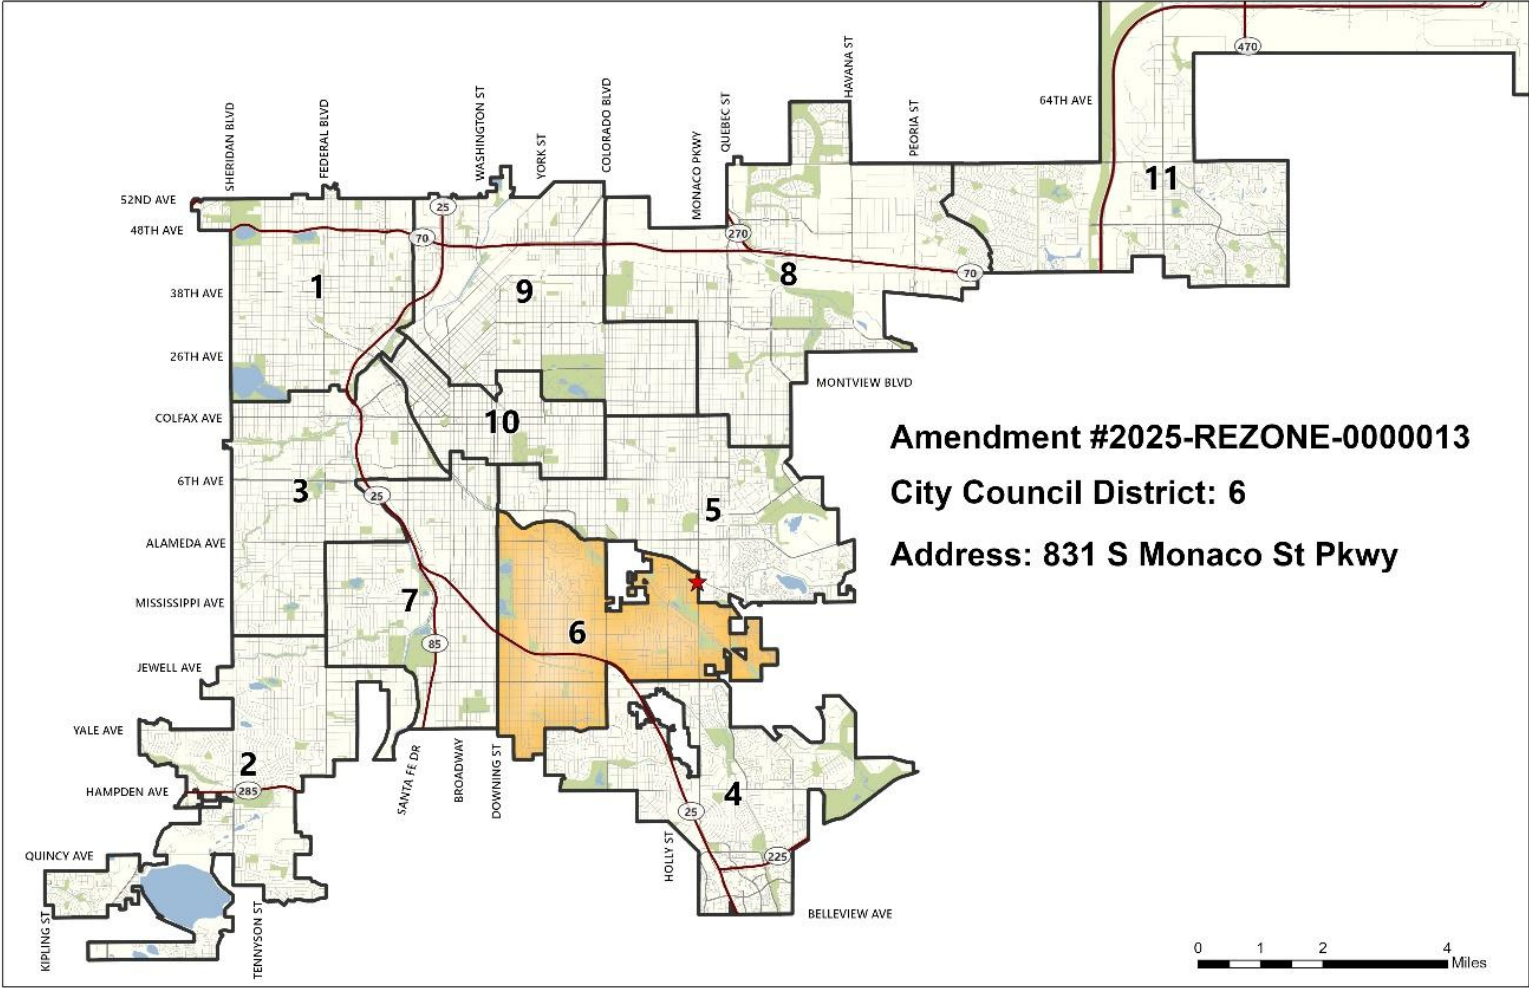 SHERIDAN BLVD
FEDERAL BLVD
WASHINGTON ST
YORK ST
COLORADO BLVD
MONACO PKWY
QUEBEC ST
HAVANA ST
PEORIA ST
64TH AVE
470
11
52ND AVE
25
48TH AVE
70
270
8
70
1
9
38TH AVE
26TH AVE
MONTVIEW BLVD
COLFAX AVE
10
Amendment #2025-REZONE-0000013
6TH AVE
3
25
City Council District: 6
5
ALAMEDA AVE
Address: 831 S Monaco St Pkwy
MISSISSIPPI AVE
7
6
85
JEWELL AVE
YALE AVE
2
SANTA FE DR
BROADWAY
DOWNING ST
HAMPDEN AVE
285
4
25
HOLLY ST
225
QUINCY AVE
KIPLING ST
TENNYSON ST
BELLEVIEW AVE
0 1 2 4
Miles